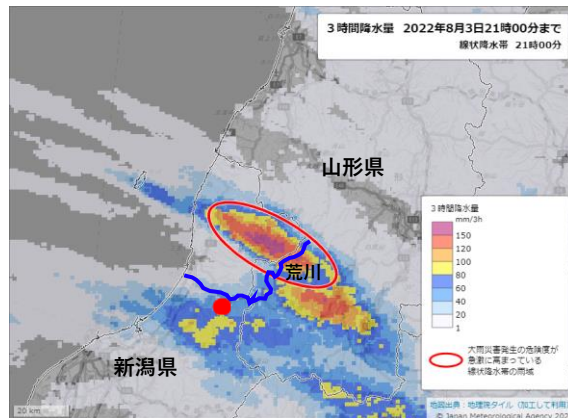 3時間降水量 2022年8月3日21時00分まで
線状降水帯 21時00分
山形県
荒川
新潟県
3時間降水量
mm/3h
150
120
100
80
60
40
20
1
大雨災害発生の危険度が
急激に高まっている
線状降水帯の雨域
20 km
地図出典:地理院タイル(加工して利用)
© Japan Meteorological Agency 202